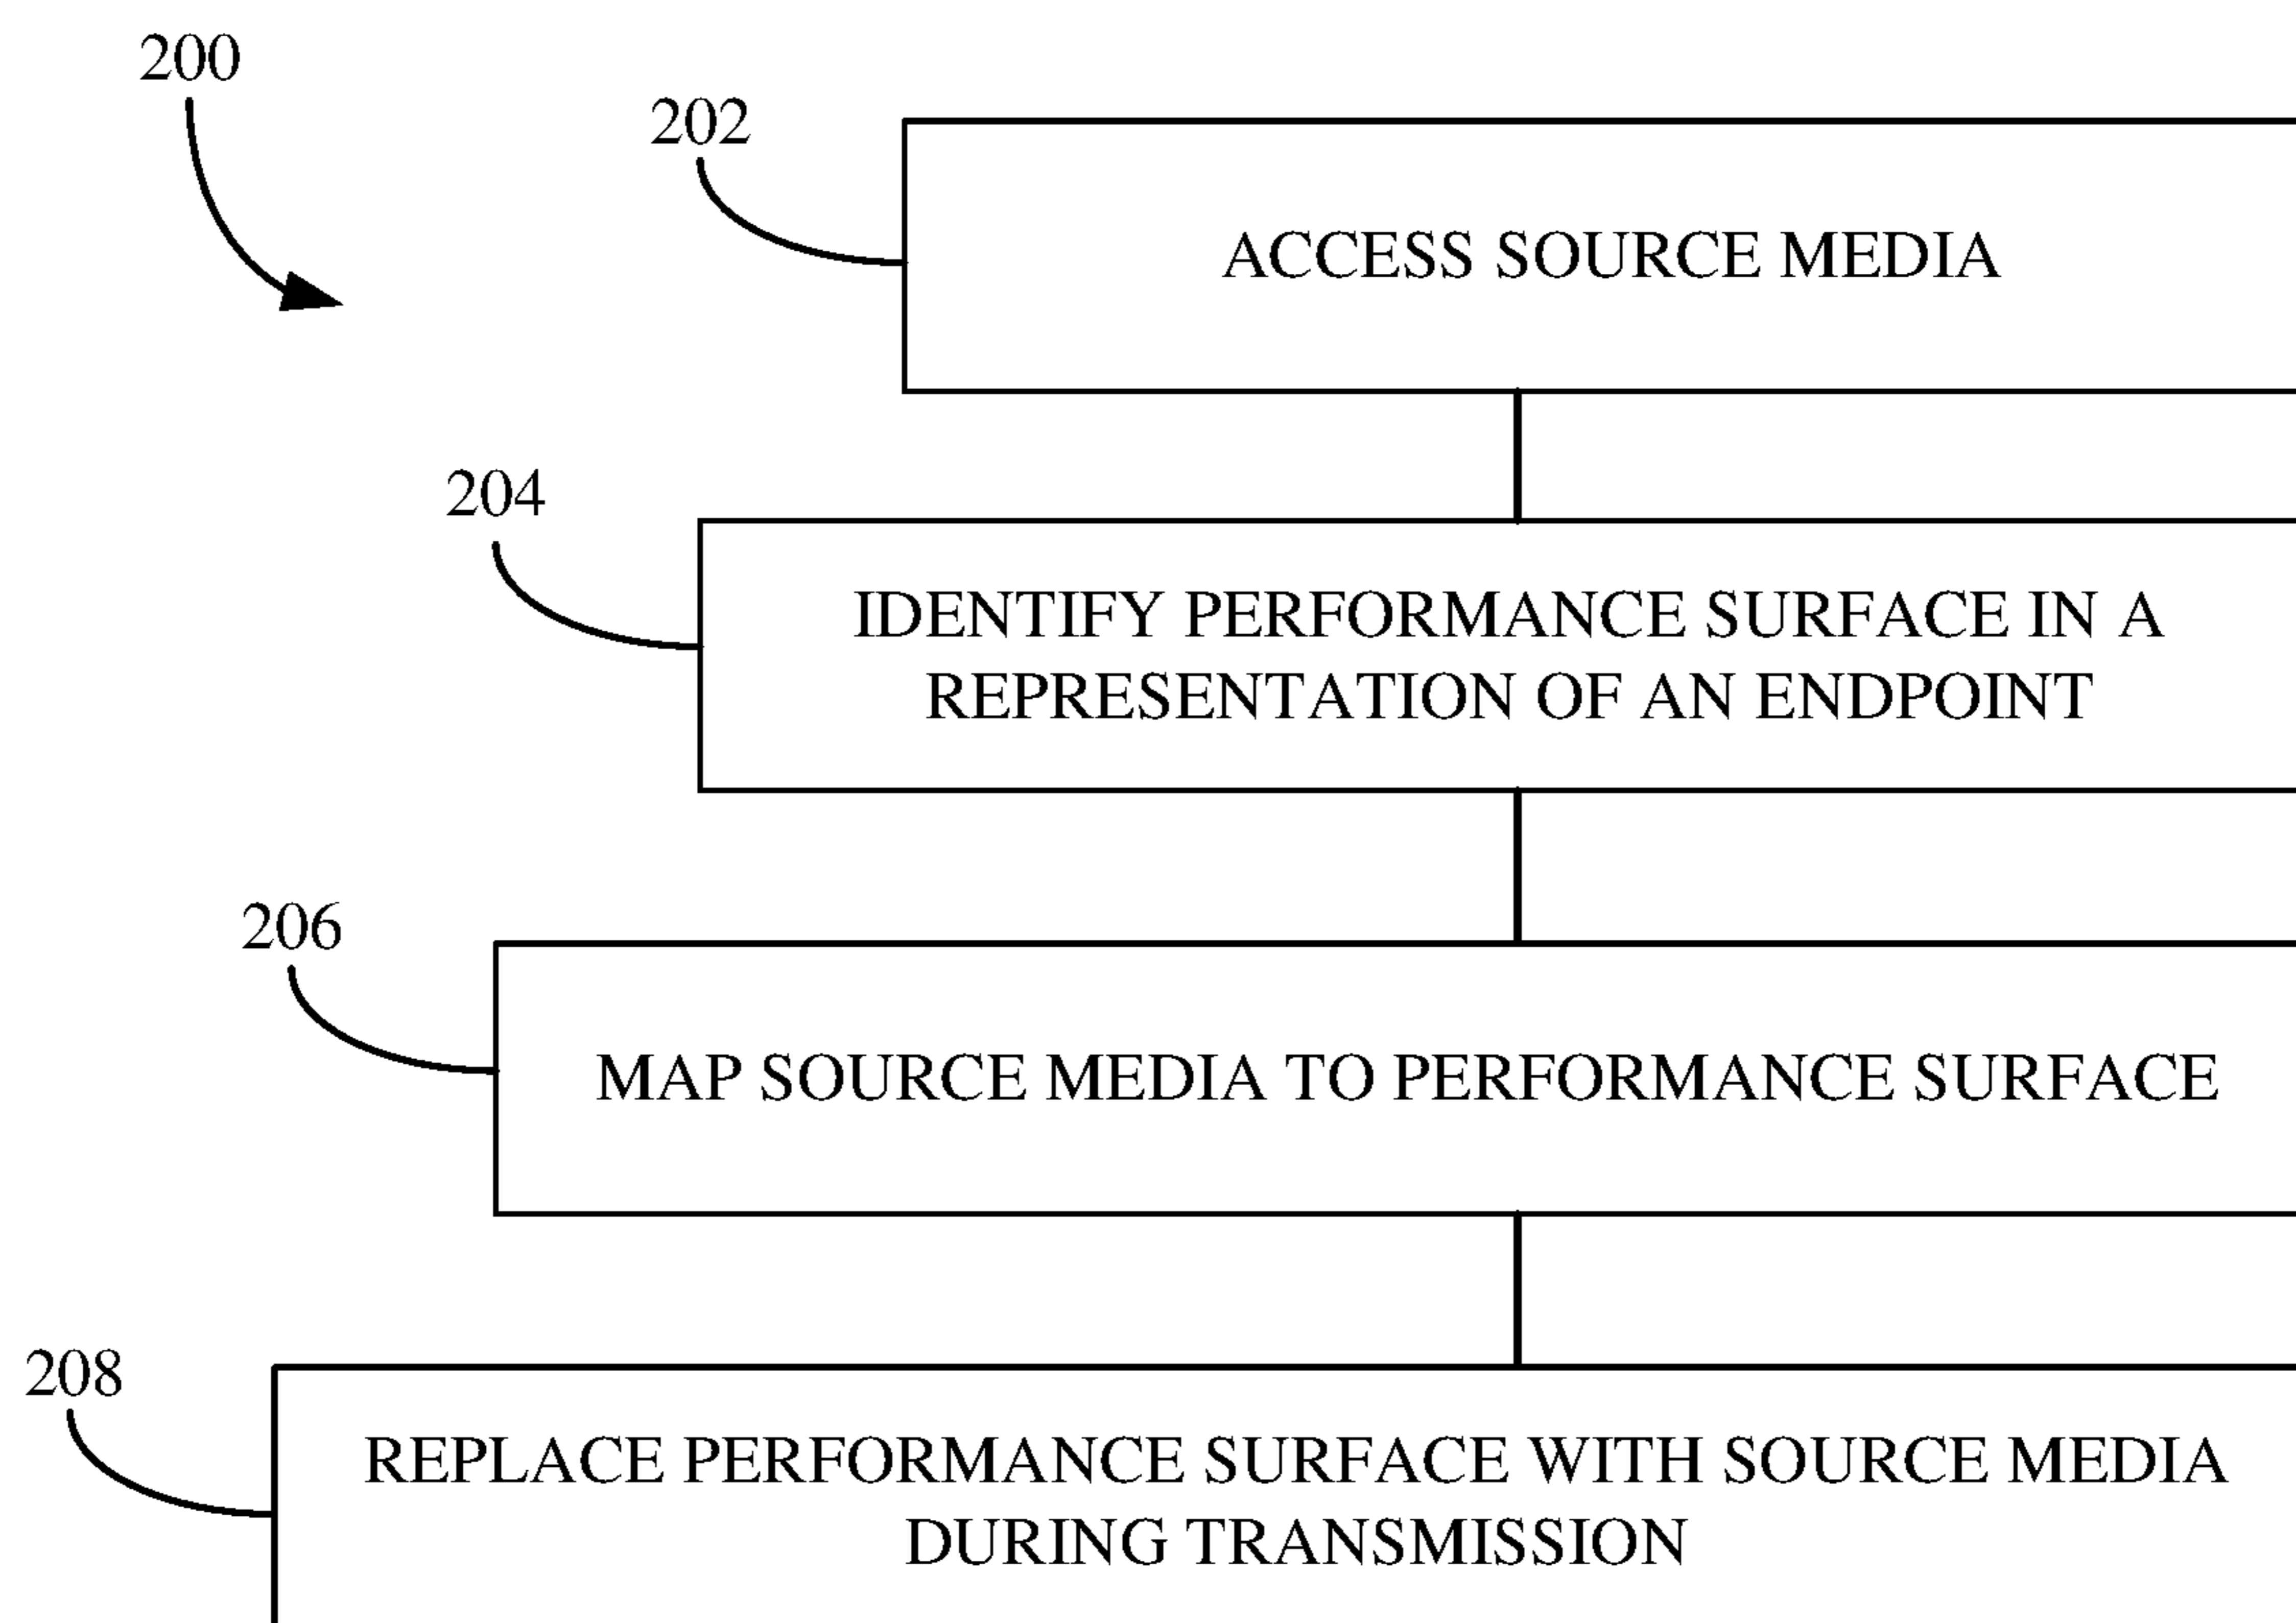 200
202
ACCESS SOURCE MEDIA
204
IDENTIFY PERFORMANCE SURFACE IN A
REPRESENTATION OF AN ENDPOINT
206
MAP SOURCE MEDIA TO PERFORMANCE SURFACE
208
REPLACE PERFORMANCE SURFACE WITH SOURCE MEDIA
DURING TRANSMISSION